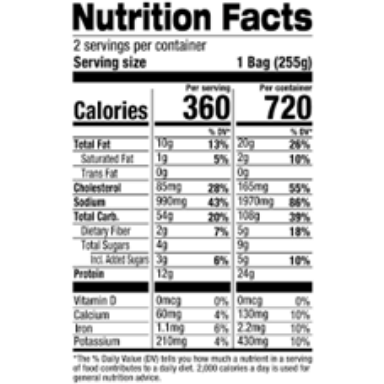 Nutrition Facts
2 servings per container
Serving size 1 Bag (255g)
Per serving Per container
Calories 360 720
% DV* % DV*
Total Fat 10g 13% 20g 26%
Saturated Fat 1g 5% 2g 10%
Trans Fat 0g 0g
Cholesterol 85mg 28% 165mg 55%
Sodium 990mg 43% 1970mg 86%
Total Carb. 54g 20% 108g 39%
Dietary Fiber 2g 7% 5g 18%
Total Sugars 4g 9g
Incl. Added Sugars 3g 6% 5g 10%
Protein 12g 24g
Vitamin D 0mcg 0% 0mcg 0%
Calcium 60mg 4% 130mg 10%
Iron 1.1mg 6% 2.2mg 10%
Potassium 210mg 4% 430mg 10%
*The % Daily Value (DV) tells you how much a nutrient in a serving
of food contributes to a daily diet. 2,000 calories a day is used for
general nutrition advice.